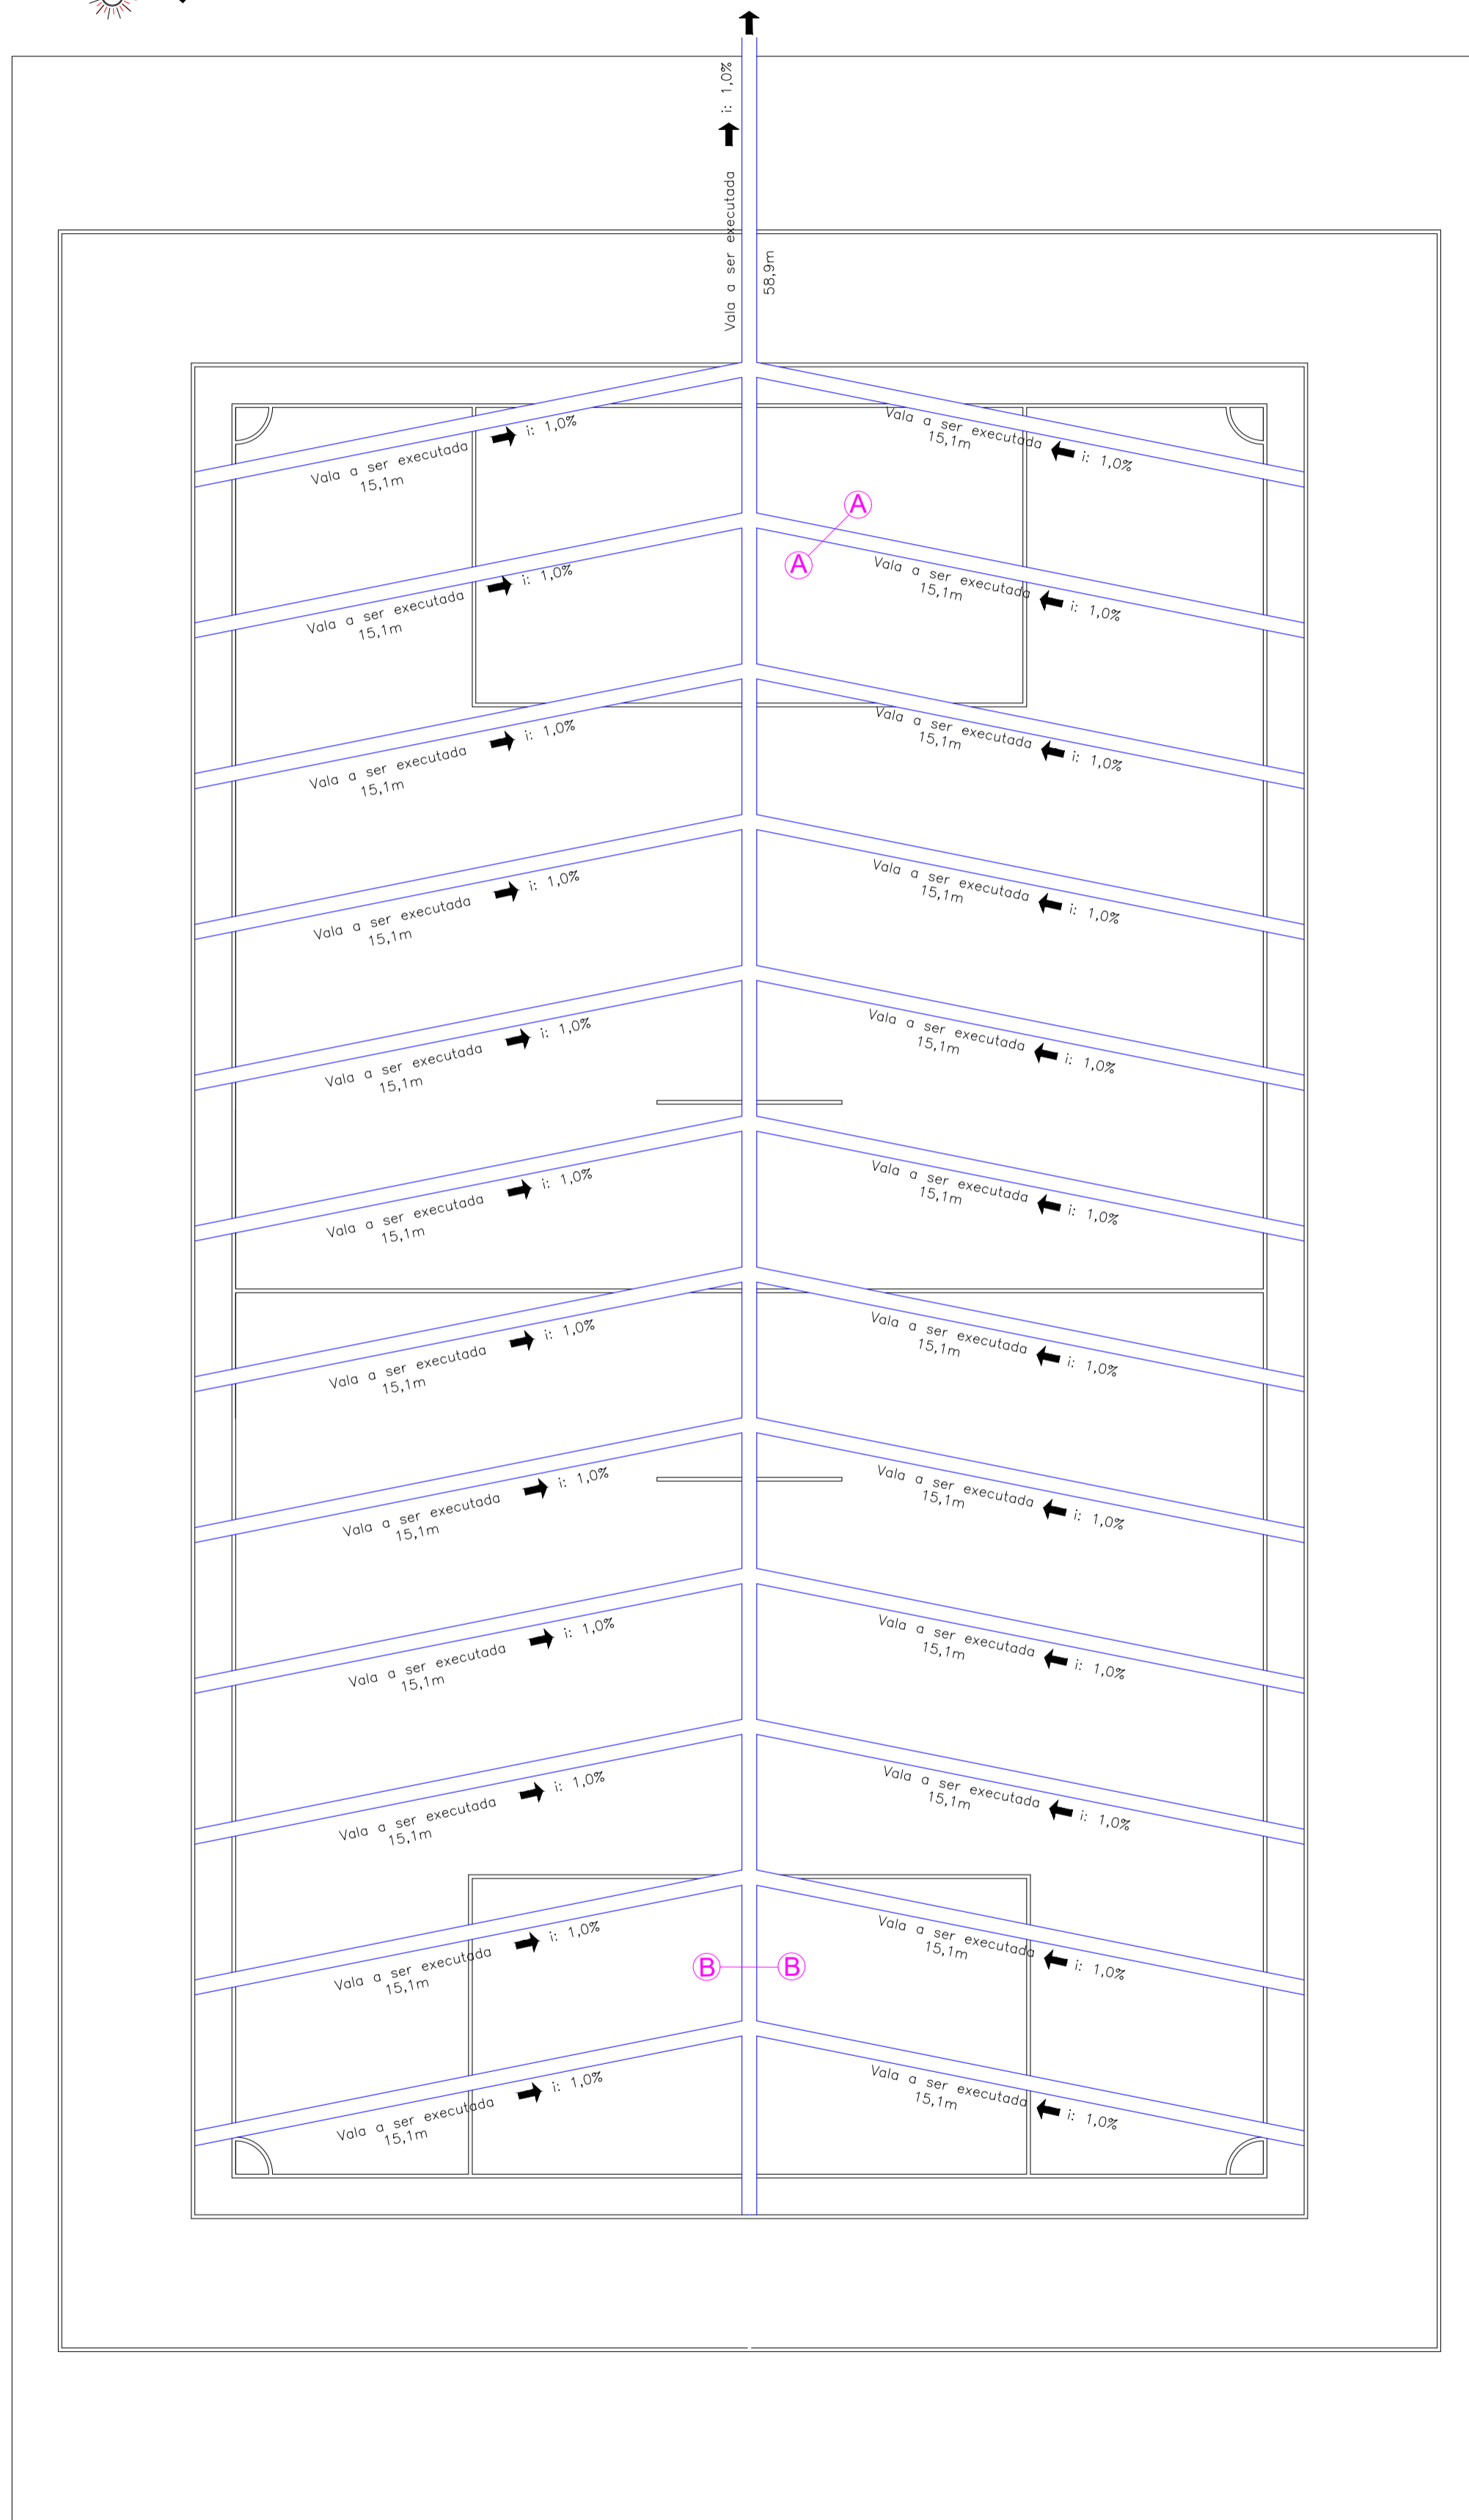 i: 1,0%
Vala a ser executada
58,9m
Vala a ser executada i: 1,0%
15,1m
Vala a ser executada i: 1,0%
15,1m
A
A
Vala a ser executada i: 1,0%
15,1m
Vala a ser executada i: 1,0%
15,1m
Vala a ser executada i: 1,0%
15,1m
Vala a ser executada i: 1,0%
15,1m
Vala a ser executada i: 1,0%
15,1m
Vala a ser executada i: 1,0%
15,1m
Vala a ser executada i: 1,0%
15,1m
Vala a ser executada i: 1,0%
15,1m
Vala a ser executada i: 1,0%
15,1m
Vala a ser executada i: 1,0%
15,1m
Vala a ser executada i: 1,0%
15,1m
Vala a ser executada i: 1,0%
15,1m
Vala a ser executada i: 1,0%
15,1m
Vala a ser executada i: 1,0%
15,1m
Vala a ser executada i: 1,0%
15,1m
Vala a ser executada i: 1,0%
15,1m
Vala a ser executada i: 1,0%
15,1m
Vala a ser executada i: 1,0%
15,1m
Vala a ser executada i: 1,0%
15,1m
Vala a ser executada i: 1,0%
15,1m
B B
Vala a ser executada i: 1,0%
15,1m
Vala a ser executada i: 1,0%
15,1m